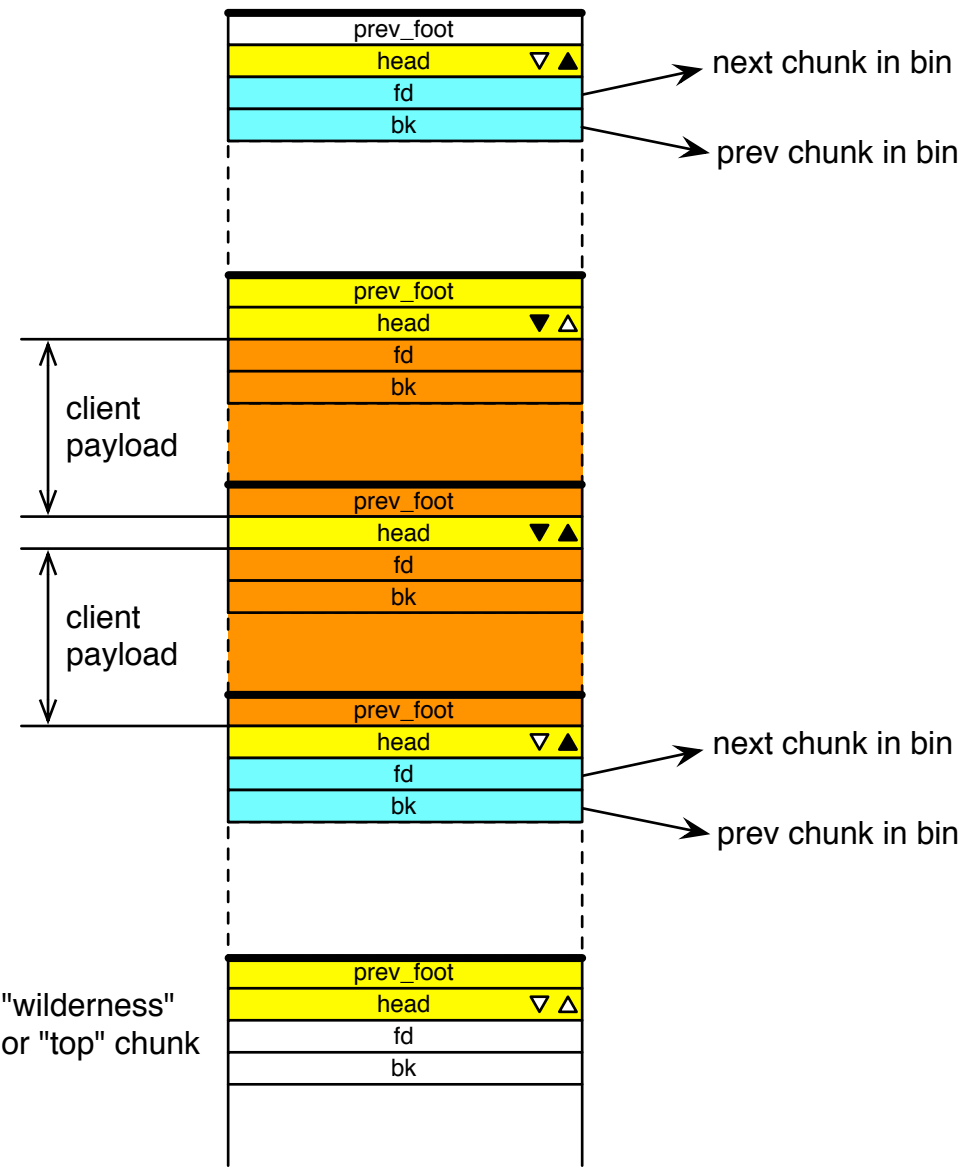 prev_foot
head
fd
bk
next chunk in bin
prev chunk in bin
prev_foot
head
fd
bk
client
payload
prev_foot
head
fd
bk
client
payload
prev_foot
head
fd
bk
next chunk in bin
prev chunk in bin
prev_foot
head
fd
bk
"wilderness"
or "top" chunk